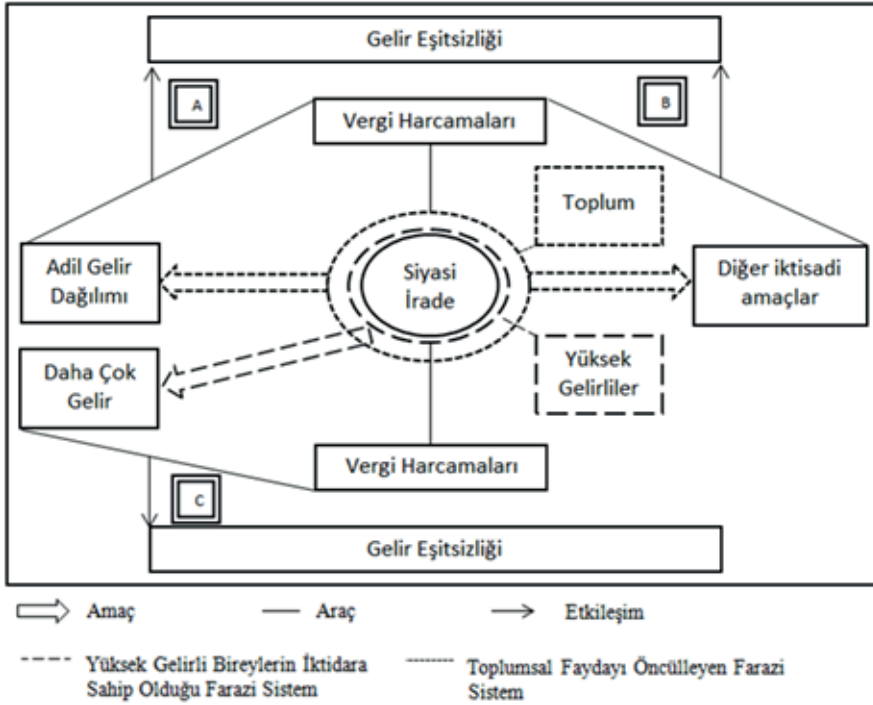 Gelir Eşitsizliği
A
B
Vergi Harcamaları
Toplum
Adil Gelir
Dağılımı
Siyasi
İrade
Diğer iktisadi
amaçlar
Daha Çok
Gelir
Yüksek
Gelirliler
Vergi Harcamaları
C
Gelir Eşitsizliği
Amaç
Araç
Etkileşim
Yüksek Gelirli Bireylerin İktidara
Sahip Olduğu Farazi Sistem
Toplumsal Faydayı Öncülleyen Farazi
Sistem